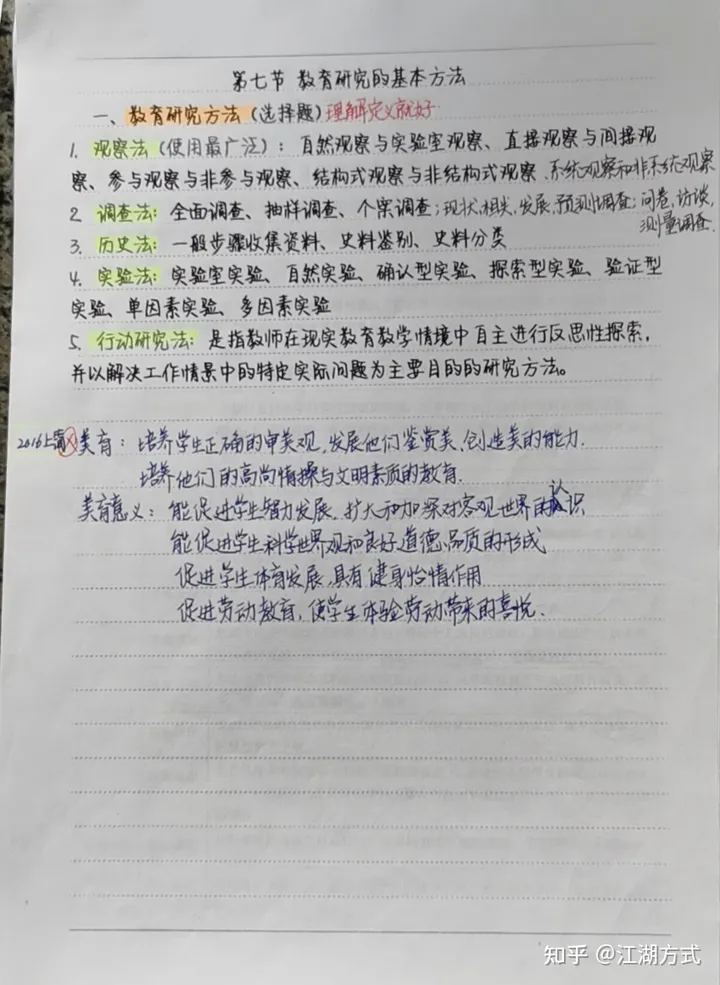 第七节 教育研究的基本方法
一、教育研究方法(选择题)理解定义就好
1. 观察法(使用最广泛):自然观察与实验室观察、直接观察与间接观
察、参与观察与非参与观察、结构式观察与非结构式观察、系统观察和非系统观察
2. 调查法:全面调查、抽样调查、个案调查;现状、相关、发展、预测调查;问卷、访谈、
测量调查.
3. 历史法:一般步骤收集资料、史料鉴别、史料分类
4. 实验法:实验室实验、自然实验、确认型实验、探索型实验、验证型
实验、单因素实验、多因素实验
5. 行动研究法:是指教师在现实教育教学情境中自主进行反思性探索,
并以解决工作情景中的特定实际问题为主要目的的研究方法。
2016上 美育:培养学生正确的审美观,发展他们鉴赏美、创造美的能力.
培养他们的高尚情操与文明素质的教育.
美育意义:能促进学生智力发展,扩大和加深对客观世界的认识
能促进学生科学世界观和良好道德品质的形成
促进学生体育发展,具有健身怡情作用
促进劳动教育,使学生体验劳动带来的喜悦.
知乎 @江湖方式